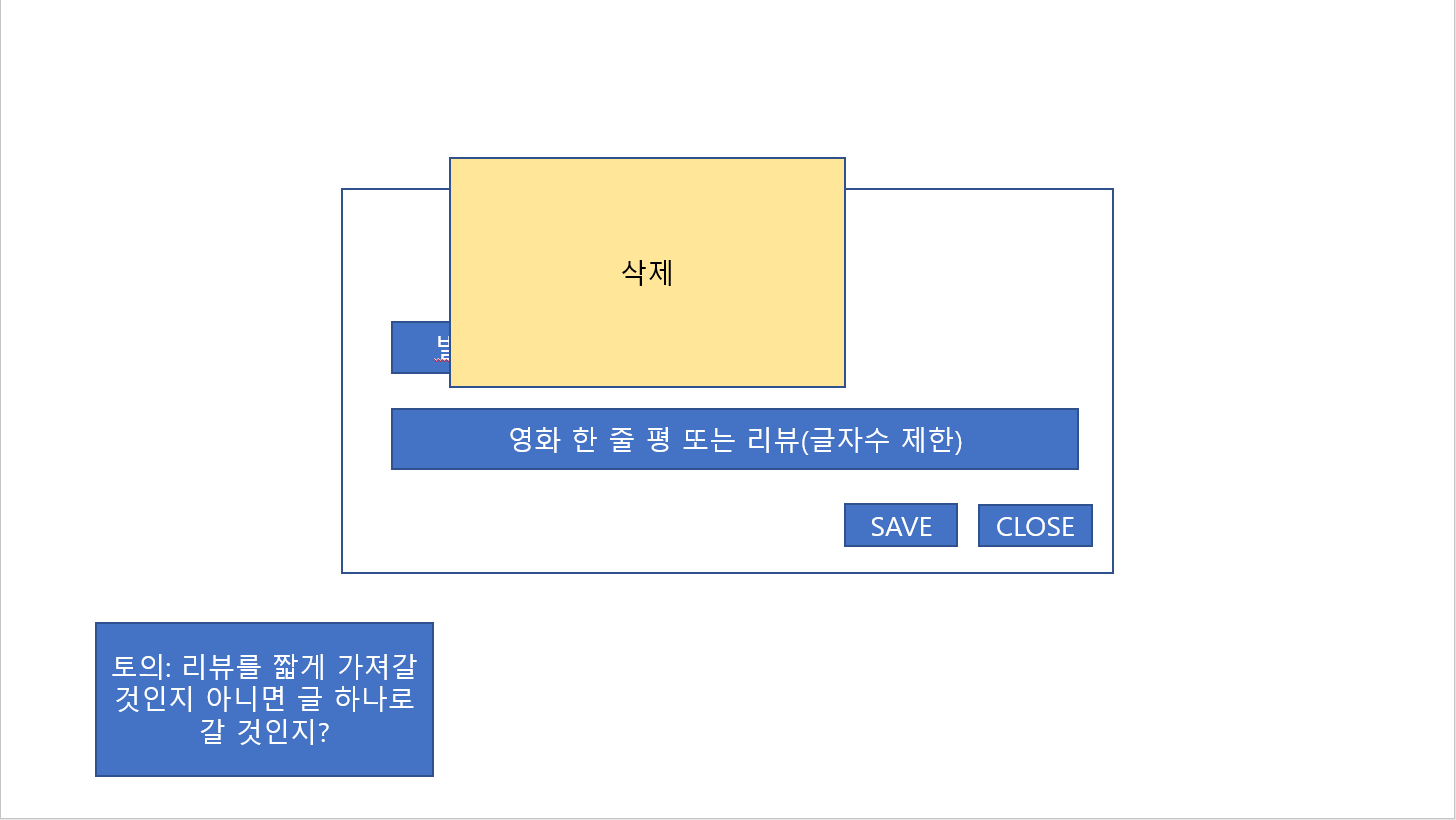 삭제
영화 한 줄 평 또는 리뷰(글자수 제한)
SAVE CLOSE
토의: 리뷰를 짧게 가져갈
것인지 아니면 글 하나로
갈 것인지?